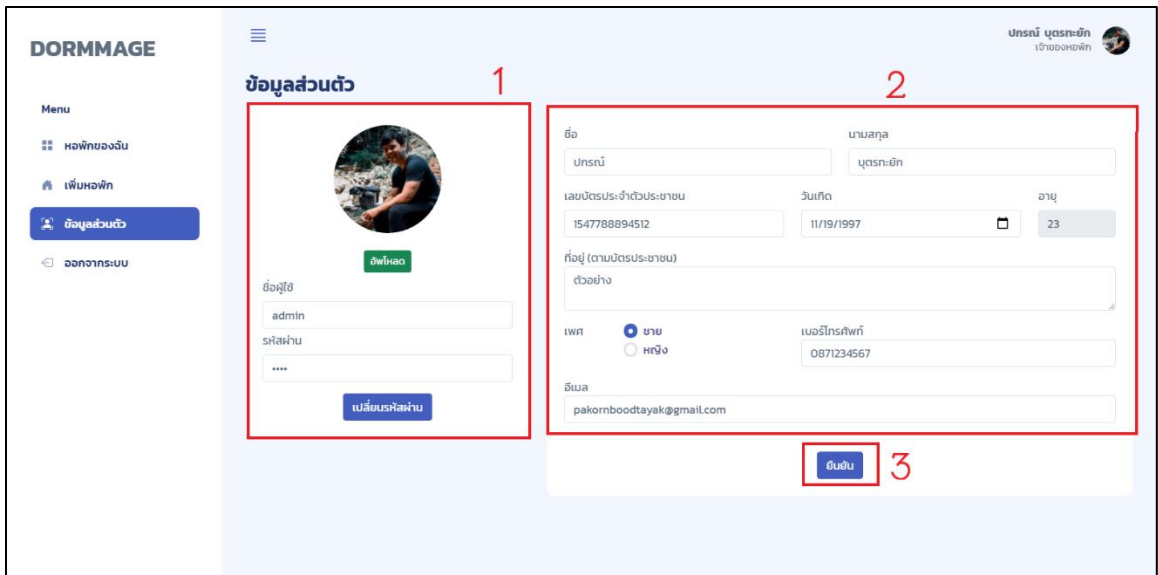 DORMMAGE
ปกรณ์ บุตรทะยัก
เจ้าของหอพัก
Menu
หอพักของฉัน
เพิ่มหอพัก
ข้อมูลส่วนตัว
ออกจากระบบ
ข้อมูลส่วนตัว
1
อัพโหลด
ชื่อผู้ใช้
admin
รหัสผ่าน
••••
เปลี่ยนรหัสผ่าน
2
ชื่อ นามสกุล
ปกรณ์ บุตรทะยัก
เลขบัตรประจำตัวประชาชน วันเกิด อายุ
1547788894512 11/19/1997 23
ที่อยู่ (ตามบัตรประชาชน)
ตัวอย่าง
เพศ ชาย เบอร์โทรศัพท์
หญิง 0871234567
อีเมล
pakornboodtayak@gmail.com
ยืนยัน 3